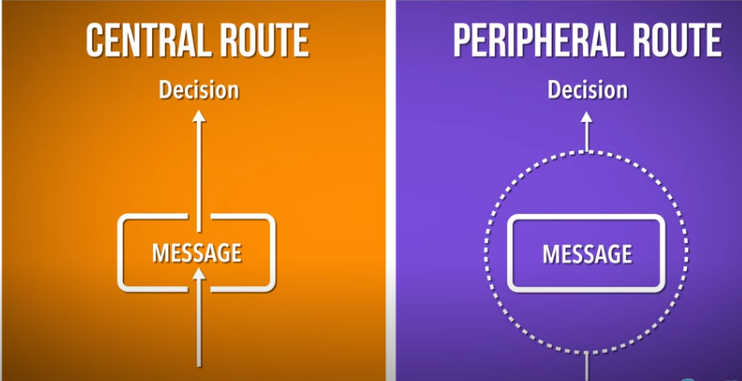 CENTRAL ROUTE
Decision
MESSAGE
PERIPHERAL ROUTE
Decision
MESSAGE